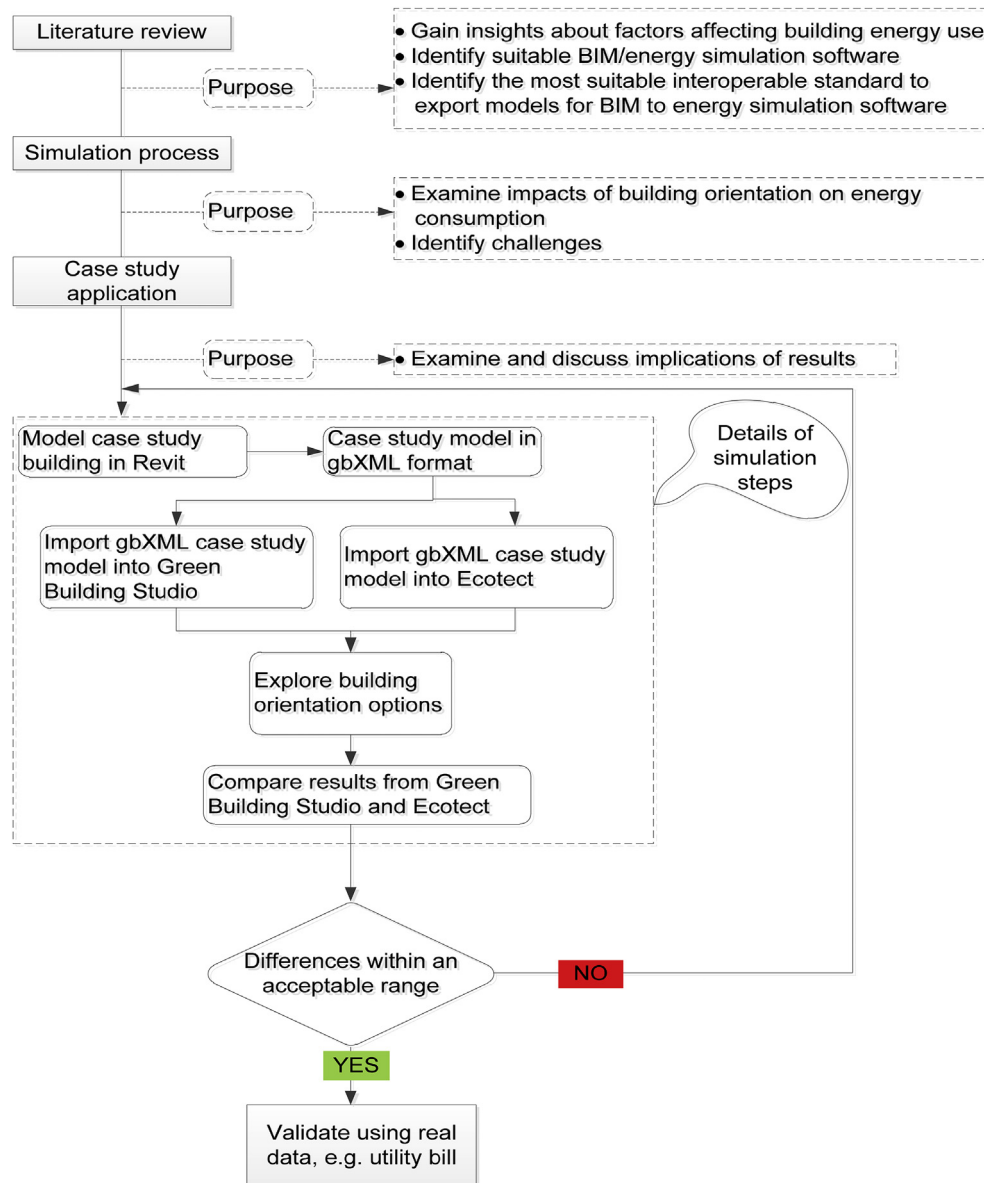 Literature review
• Gain insights about factors affecting building energy use
• Identify suitable BIM/energy simulation software
• Identify the most suitable interoperable standard to
export models for BIM to energy simulation software
Purpose
Simulation process
• Examine impacts of building orientation on energy
consumption
• Identify challenges
Purpose
Case study
application
Purpose
• Examine and discuss implications of results
Model case study
building in Revit
Case study model in
gbXML format
Details of
simulation
steps
Import gbXML case study
model into Green
Building Studio
Import gbXML case study
model into Ecotect
Explore building
orientation options
Compare results from Green
Building Studio and Ecotect
Differences within an
acceptable range
NO
YES
Validate using real
data, e.g. utility bill